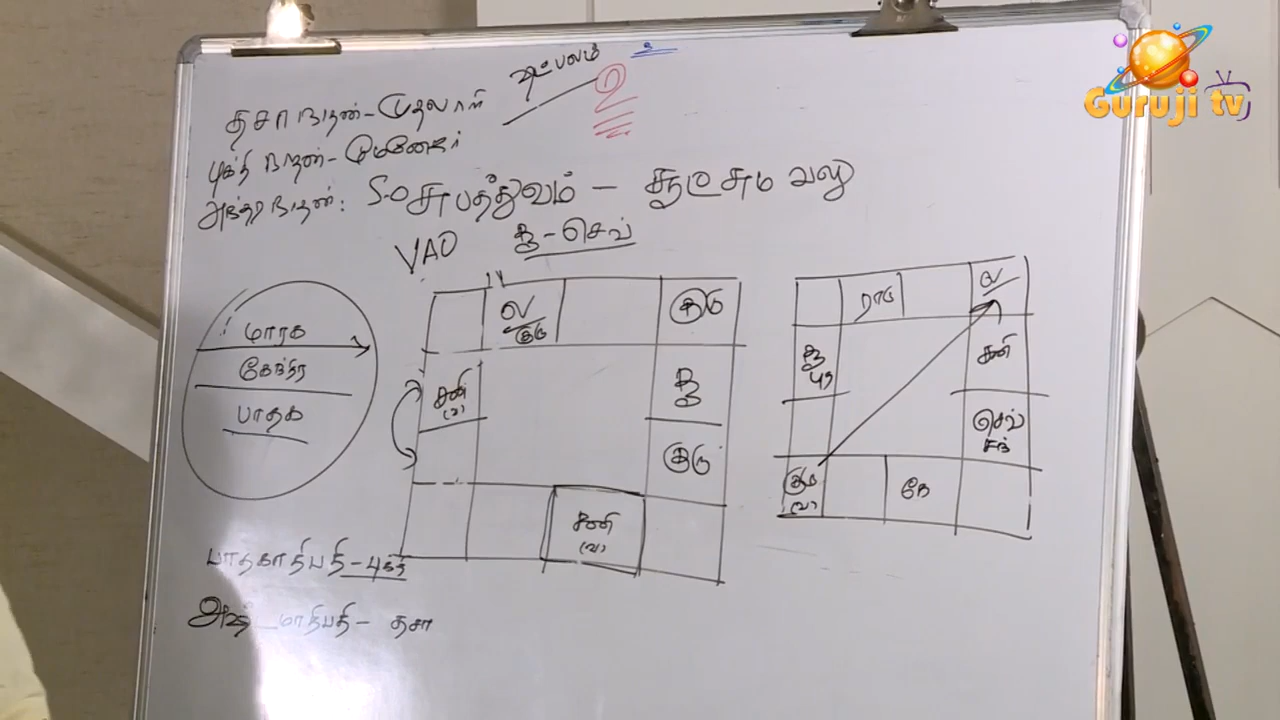 Guruji tv
தசாநாதன் - முதலாளி
புக்தி நாதன் - மேனேஜர்
அந்தர நாதன் :
சுபத்துவம் - சூட்சும வலு
VAO சூ - செவ்
மாரக
கேந்திர
பாதக
ல
குரு
குரு
சனி
(வ)
சூ
குரு
சனி
(வ)
ராகு
ல
சூ
பு
சனி
செவ்
சந்
குரு
(வ)
கே
பாதகாதிபதி - புக்தி
அஷ்டமாதிபதி - தசா